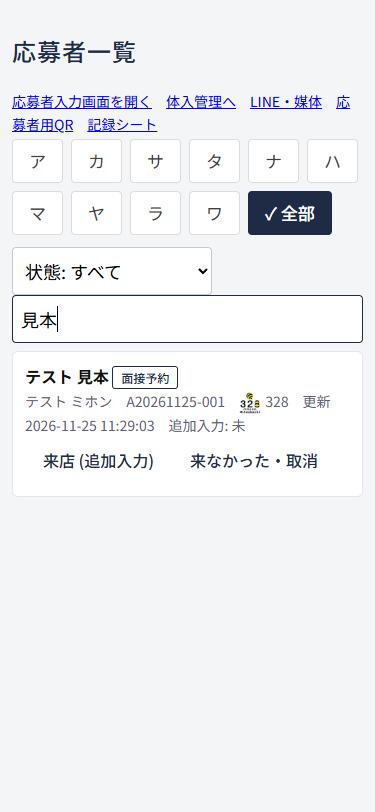 応募者一覧
応募者入力画面を開く 体入管理へ LINE・媒体 応
募者用QR 記録シート
ア カ サ タ ナ ハ
マ ヤ ラ ワ ✓全部
状態: すべて
見本
テスト 見本 面接予約
テスト ミホン A20261125-001 328 328 更新
2026-11-25 11:29:03 追加入力: 未
来店 (追加入力) 来なかった・取消